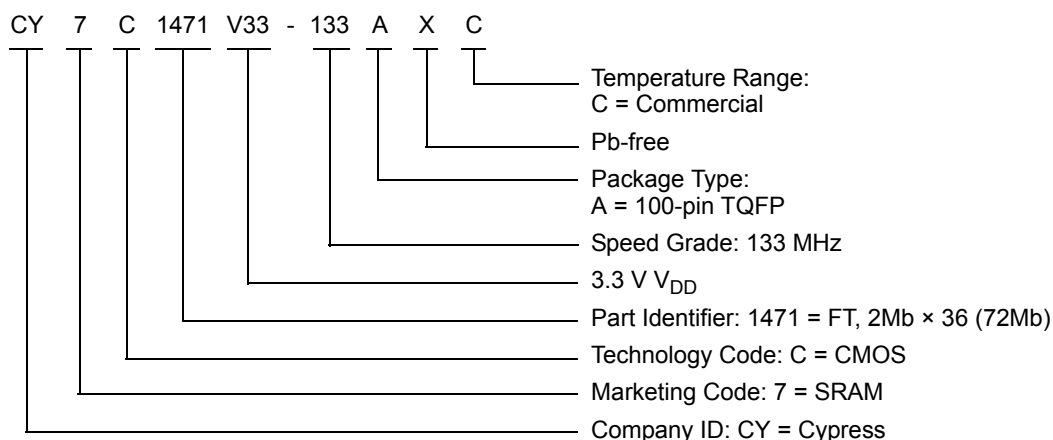 CY 7 C 1471 V33 - 133 A X C
Temperature Range:
C = Commercial
Pb-free
Package Type:
A = 100-pin TQFP
Speed Grade: 133 MHz
3.3 V VDD
Part Identifier: 1471 = FT, 2Mb × 36 (72Mb)
Technology Code: C = CMOS
Marketing Code: 7 = SRAM
Company ID: CY = Cypress